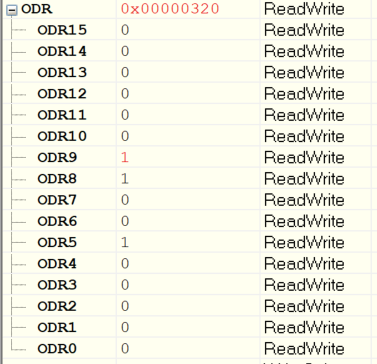 ODR 0x00000320 ReadWrite
ODR15 0 ReadWrite
ODR14 0 ReadWrite
ODR13 0 ReadWrite
ODR12 0 ReadWrite
ODR11 0 ReadWrite
ODR10 0 ReadWrite
ODR9 1 ReadWrite
ODR8 1 ReadWrite
ODR7 0 ReadWrite
ODR6 0 ReadWrite
ODR5 1 ReadWrite
ODR4 0 ReadWrite
ODR3 0 ReadWrite
ODR2 0 ReadWrite
ODR1 0 ReadWrite
ODR0 0 ReadWrite